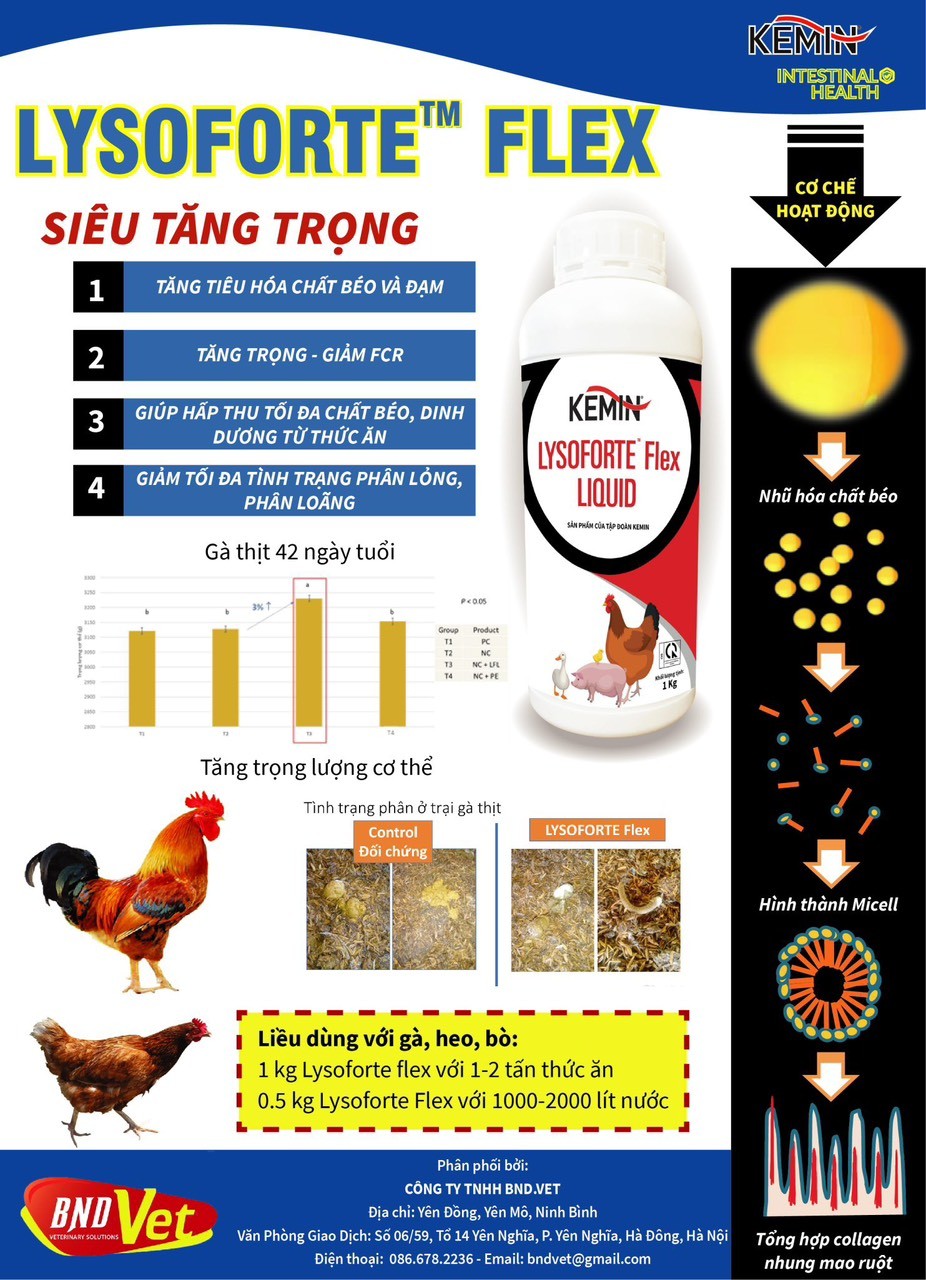 KEMIN
INTESTINAL
HEALTH
LYSOFORTE™ FLEX
SIÊU TĂNG TRỌNG
1 TĂNG TIÊU HÓA CHẤT BÉO VÀ ĐẠM
2 TĂNG TRỌNG - GIẢM FCR
3 GIÚP HẤP THU TỐI ĐA CHẤT BÉO, DINH
DƯƠNG TỪ THỨC ĂN
4 GIẢM TỐI ĐA TÌNH TRẠNG PHÂN LỎNG,
PHÂN LOÃNG
KEMIN
LYSOFORTE® Flex
LIQUID
SẢN PHẨM CỦA TẬP ĐOÀN KEMIN
Khối lượng tịnh:
1 Kg
Gà thịt 42 ngày tuổi
Trọng lượng cơ thể (g)
3300
3250
3200
3150
3100
3050
3000
2950
2900
2850
2800
b
b
3% ↑
a
b
T1
T2
T3
T4
P < 0.05
Group Product
T1 PC
T2 NC
T3 NC + LFL
T4 NC + PE
Tăng trọng lượng cơ thể
Tình trạng phân ở trại gà thịt
Control
Đối chứng
LYSOFORTE Flex
Liều dùng với gà, heo, bò:
1 kg Lysoforte flex với 1-2 tấn thức ăn
0.5 kg Lysoforte Flex với 1000-2000 lít nước
CƠ CHẾ
HOẠT ĐỘNG
Nhũ hóa chất béo
Hình thành Micell
Tổng hợp collagen
nhung mao ruột
BND Vet
VETERINARY SOLUTIONS
Phân phối bởi:
CÔNG TY TNHH BND.VET
Địa chỉ: Yên Đồng, Yên Mô, Ninh Bình
Văn Phòng Giao Dịch: Số 06/59, Tổ 14 Yên Nghĩa, P. Yên Nghĩa, Hà Đông, Hà Nội
Điện thoại: 086.678.2236 - Email: bndvet@gmail.com